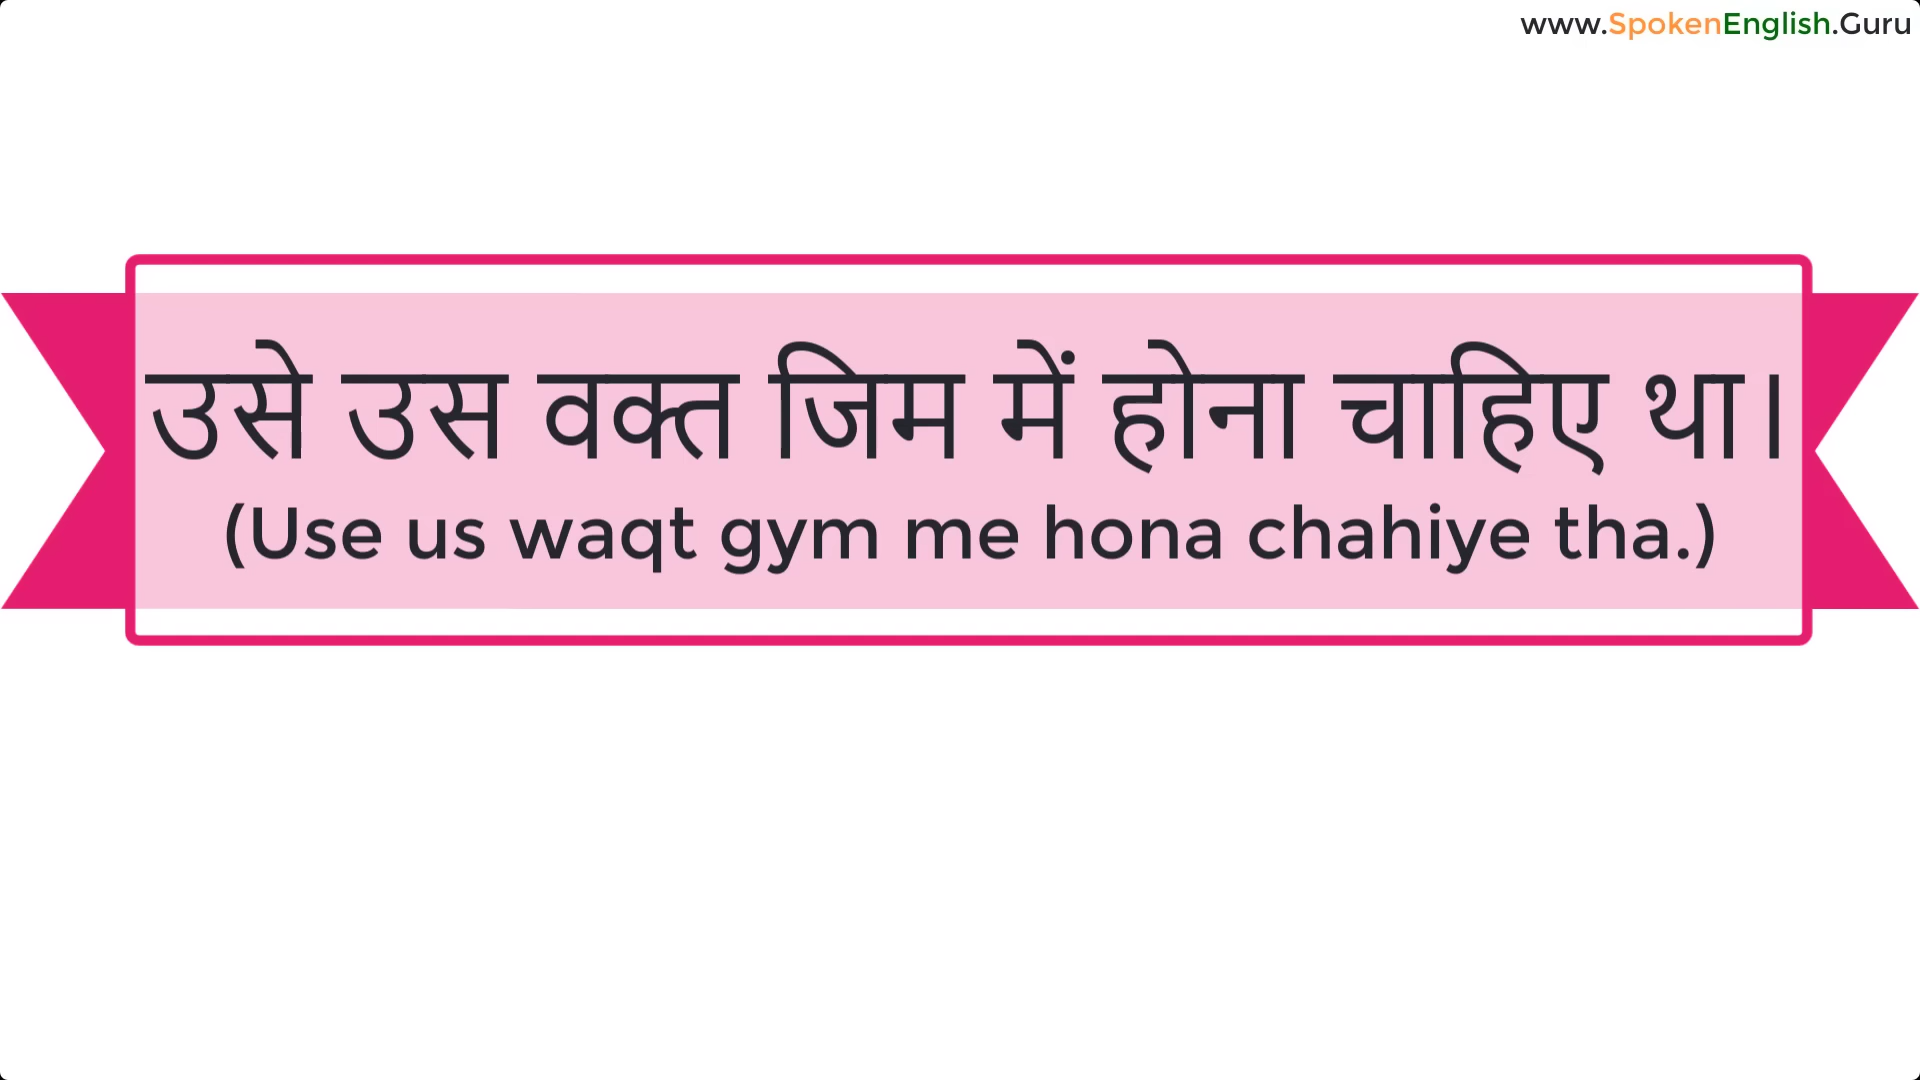 www.SpokenEnglish.Guru
उसे उस वक्त जिम में होना चाहिए था।
(Use us waqt gym me hona chahiye tha.)